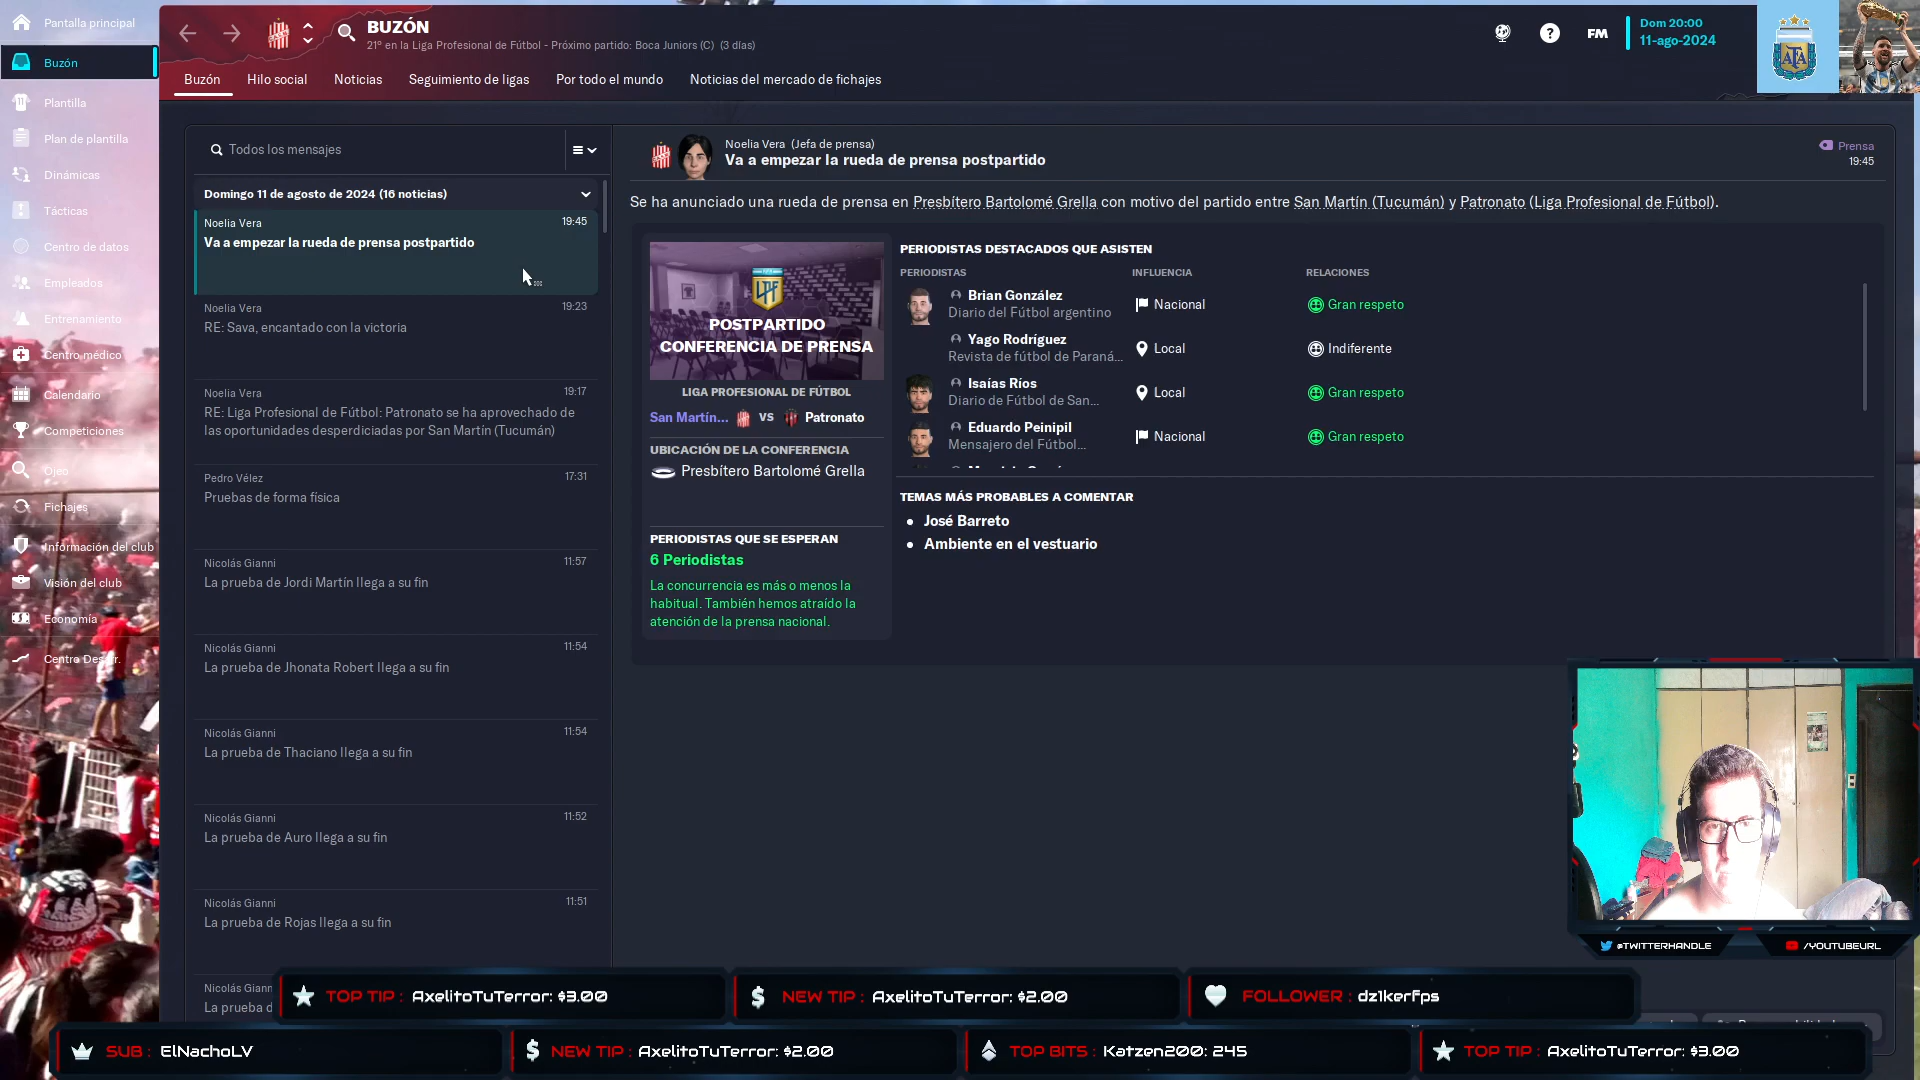 Pantalla principal
Buzón
Plantilla
Plan de plantilla
Dinámicas
Tácticas
Centro de datos
Empleados
Entrenamiento
Centro médico
Calendario
Competiciones
Ojeo
Fichajes
Información del club
Visión del club
Economía
BUZÓN
21º en la Liga Profesional de Fútbol - Próximo partido: Boca Juniors (C) (3 días)
FM
Dom 20:00
11-ago-2024
Buzón
Hilo social
Noticias
Seguimiento de ligas
Por todo el mundo
Noticias del mercado de fichajes
Todos los mensajes
Domingo 11 de agosto de 2024 (16 noticias)
Noelia Vera 19:45
Va a empezar la rueda de prensa postpartido
Noelia Vera 19:23
RE: Sava, encantado con la victoria
Noelia Vera 19:17
RE: Liga Profesional de Fútbol: Patronato se ha aprovechado de
las oportunidades desperdiciadas por San Martín (Tucumán)
Pedro Vélez 17:31
Pruebas de forma física
Nicolás Gianni 11:57
La prueba de Jordi Martín llega a su fin
Nicolás Gianni 11:54
La prueba de Jhonata Robert llega a su fin
Nicolás Gianni 11:54
La prueba de Thaciano llega a su fin
Nicolás Gianni 11:52
La prueba de Auro llega a su fin
Nicolás Gianni 11:51
La prueba de Rojas llega a su fin
Noelia Vera (Jefa de prensa)
Va a empezar la rueda de prensa postpartido
Prensa
19:45
Se ha anunciado una rueda de prensa en Presbítero Bartolomé Grella con motivo del partido entre San Martín (Tucumán) y Patronato (Liga Profesional de Fútbol).
LPF
POSTPARTIDO
CONFERENCIA DE PRENSA
LIGA PROFESIONAL DE FÚTBOL
San Martín... VS Patronato
UBICACIÓN DE LA CONFERENCIA
Presbítero Bartolomé Grella
PERIODISTAS QUE SE ESPERAN
6 Periodistas
La concurrencia es más o menos la
habitual. También hemos atraído la
atención de la prensa nacional.
PERIODISTAS DESTACADOS QUE ASISTEN
PERIODISTAS INFLUENCIA RELACIONES
Brian González
Diario del Fútbol argentino
Nacional
Gran respeto
Yago Rodríguez
Revista de fútbol de Paraná...
Local
Indiferente
Isaías Ríos
Diario de Fútbol de San...
Local
Gran respeto
Eduardo Peinipil
Mensajero del Fútbol...
Nacional
Gran respeto
TEMAS MÁS PROBABLES A COMENTAR
José Barreto
Ambiente en el vestuario
@TWITTERHANDLE
/YOUTUBEURL
TOP TIP : AxelitoTuTerror: $3.00
NEW TIP : AxelitoTuTerror: $2.00
FOLLOWER : dz1kerfps
SUB : ElNachoLV
NEW TIP : AxelitoTuTerror: $2.00
TOP BITS : Katzen200: 245
TOP TIP : AxelitoTuTerror: $3.00